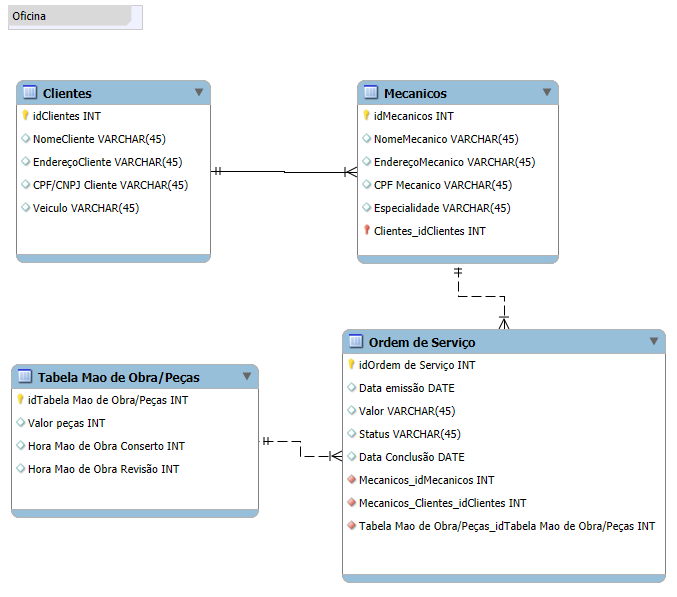 Oficina
Clientes
idClientes INT
NomeCliente VARCHAR(45)
EndereçoCliente VARCHAR(45)
CPF/CNPJ Cliente VARCHAR(45)
Veiculo VARCHAR(45)
Mecanicos
idMecanicos INT
NomeMecanico VARCHAR(45)
EndereçoMecanico VARCHAR(45)
CPF Mecanico VARCHAR(45)
Especialidade VARCHAR(45)
Clientes_idClientes INT
Tabela Mao de Obra/Peças
idTabela Mao de Obra/Peças INT
Valor peças INT
Hora Mao de Obra Conserto INT
Hora Mao de Obra Revisão INT
Ordem de Serviço
idOrdem de Serviço INT
Data emissão DATE
Valor VARCHAR(45)
Status VARCHAR(45)
Data Conclusão DATE
Mecanicos_idMecanicos INT
Mecanicos_Clientes_idClientes INT
Tabela Mao de Obra/Peças_idTabela Mao de Obra/Peças INT